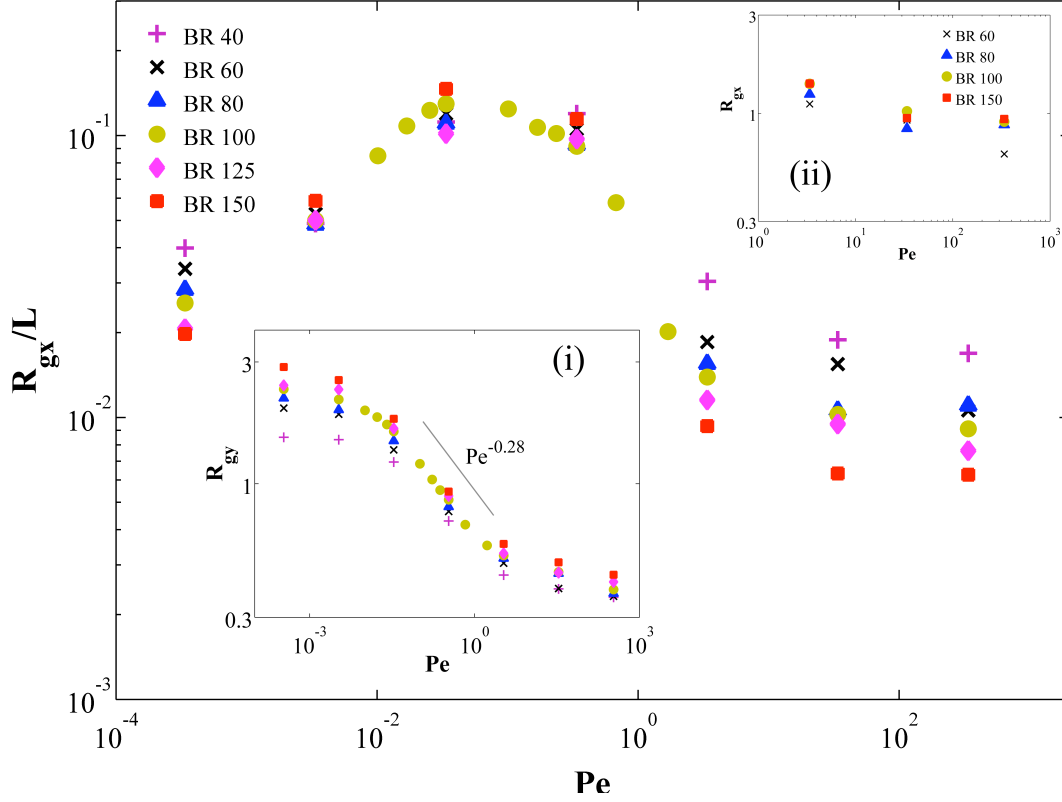 BR 40
BR 60
BR 80
BR 100
BR 125
BR 150
R_gx/L
10^-1
10^-2
10^-3
10^-4
10^-2
10^0
10^2
Pe
(i)
R_gy
3
1
0.3
Pe^-0.28
10^-3
10^0
10^3
Pe
(ii)
BR 60
BR 80
BR 100
BR 150
R_gx
3
1
0.3
10^0
10^1
10^2
10^3
Pe